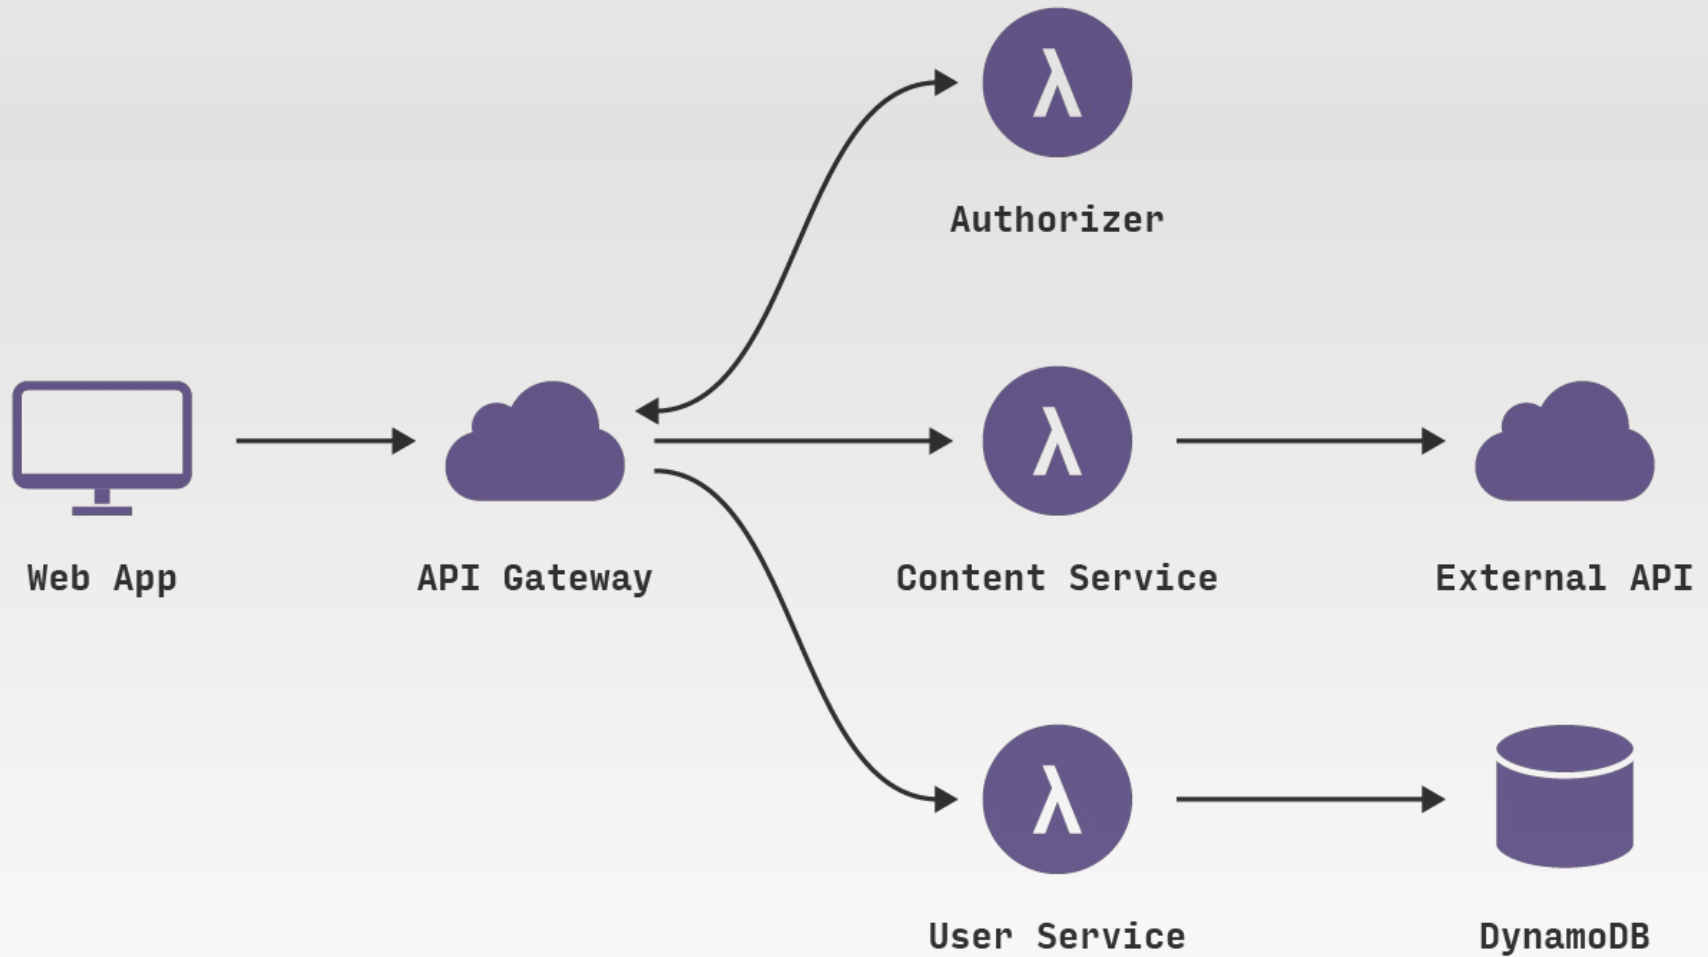 λ
Authorizer
λ
Web App
API Gateway
Content Service
External API
λ
User Service
DynamoDB